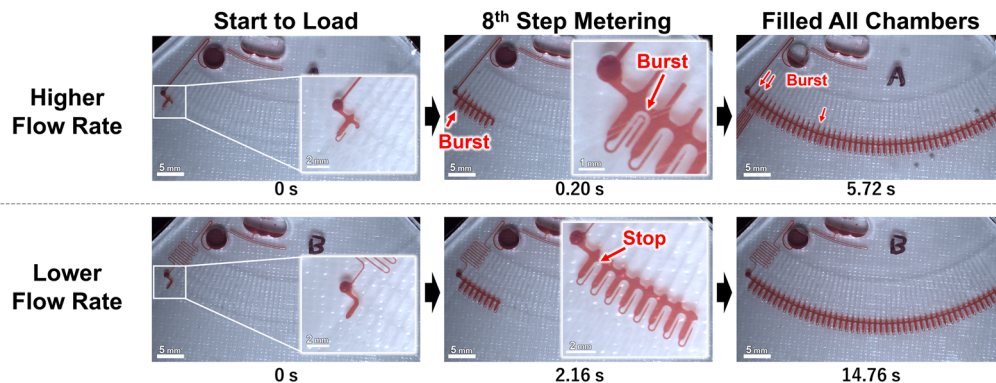 Start to Load
8th Step Metering
Filled All Chambers
Higher
Flow Rate
2 mm
5 mm
0 s
Burst
Burst
1 mm
5 mm
0.20 s
Burst
A
5 mm
5.72 s
Lower
Flow Rate
B
2 mm
5 mm
0 s
Stop
2 mm
5 mm
2.16 s
B
5 mm
14.76 s